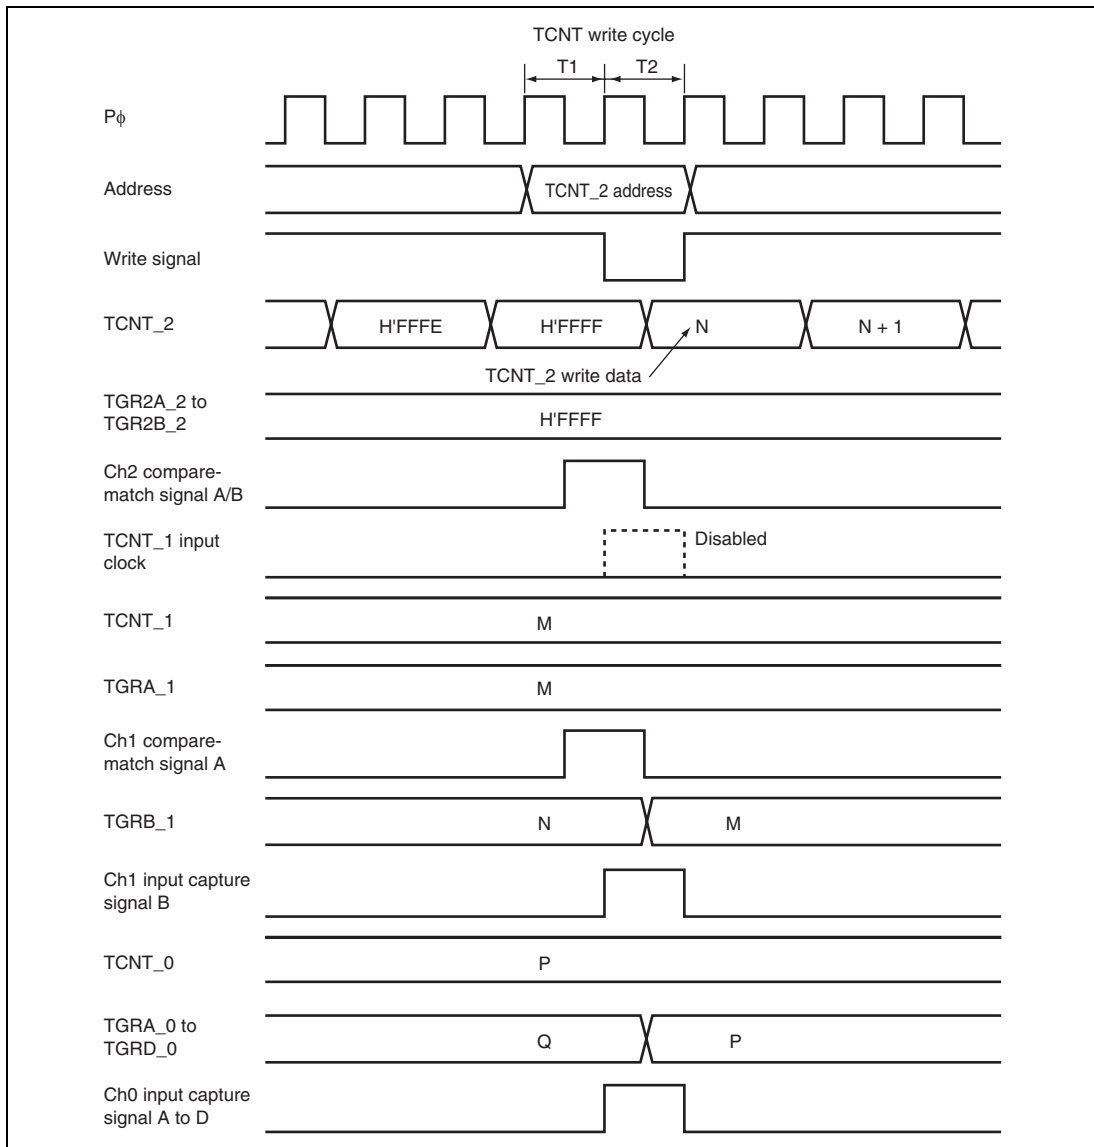 TCNT write cycle
T1 T2
Pϕ
Address
TCNT_2 address
Write signal
TCNT_2
H'FFFE H'FFFF N N + 1
TCNT_2 write data
TGR2A_2 to
TGR2B_2
H'FFFF
Ch2 compare-
match signal A/B
TCNT_1 input
clock
Disabled
TCNT_1
M
TGRA_1
M
Ch1 compare-
match signal A
TGRB_1
N M
Ch1 input capture
signal B
TCNT_0
P
TGRA_0 to
TGRD_0
Q P
Ch0 input capture
signal A to D